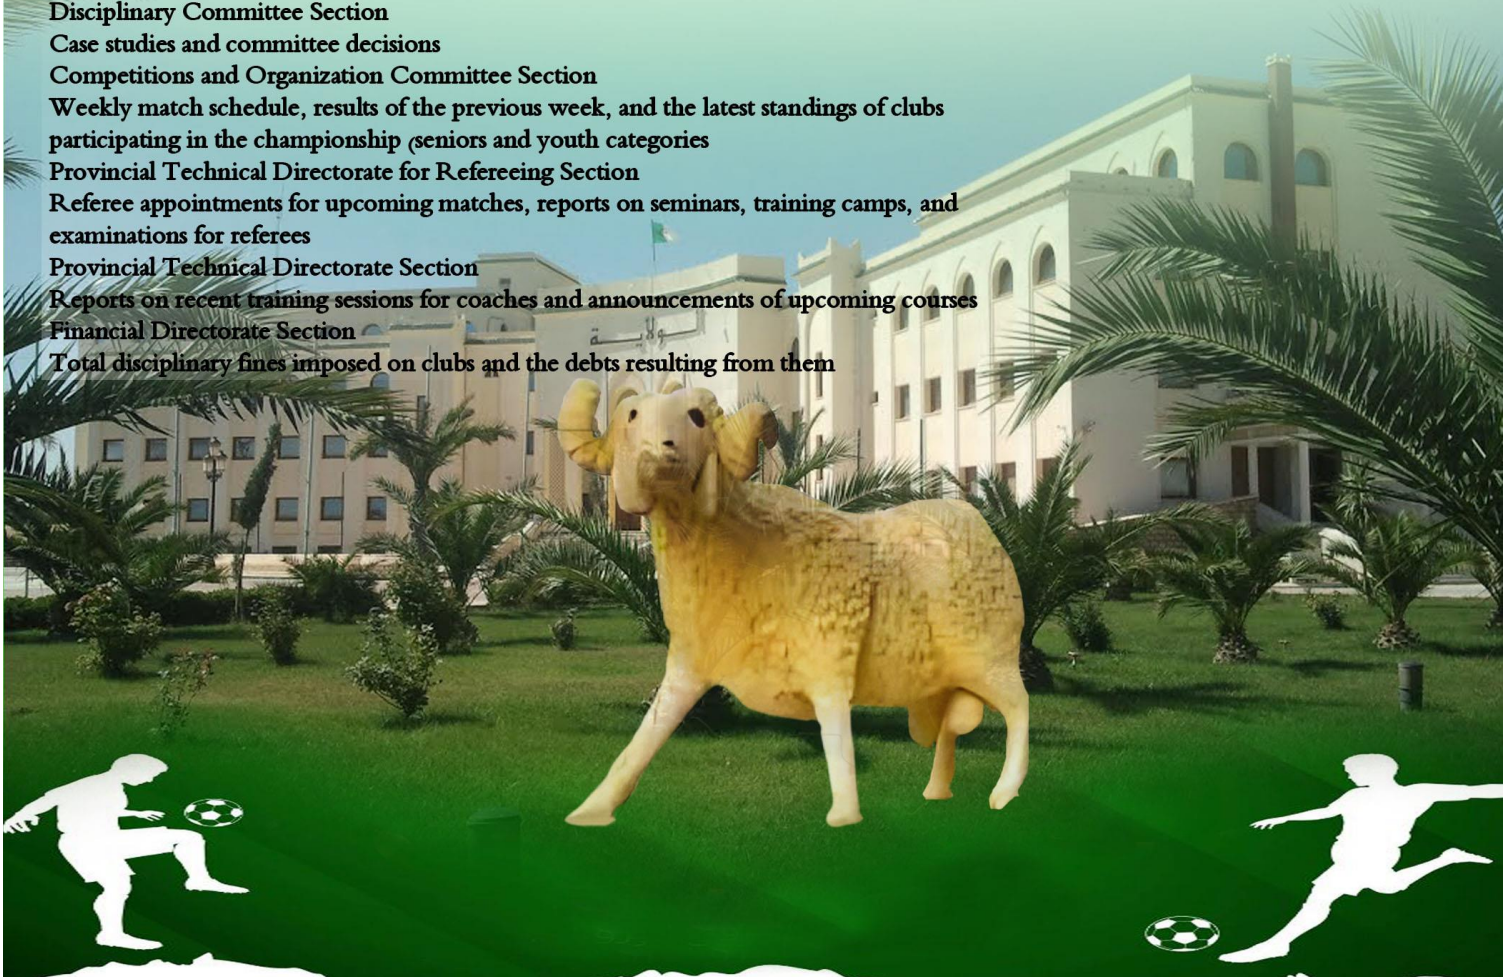 Disciplinary Committee Section
Case studies and committee decisions
Competitions and Organization Committee Section
Weekly match schedule, results of the previous week, and the latest standings of clubs
participating in the championship (seniors and youth categories
Provincial Technical Directorate for Refereeing Section
Referee appointments for upcoming matches, reports on seminars, training camps, and
examinations for referees
Provincial Technical Directorate Section
Reports on recent training sessions for coaches and announcements of upcoming courses
Financial Directorate Section
Total disciplinary fines imposed on clubs and the debts resulting from them
الولايــة